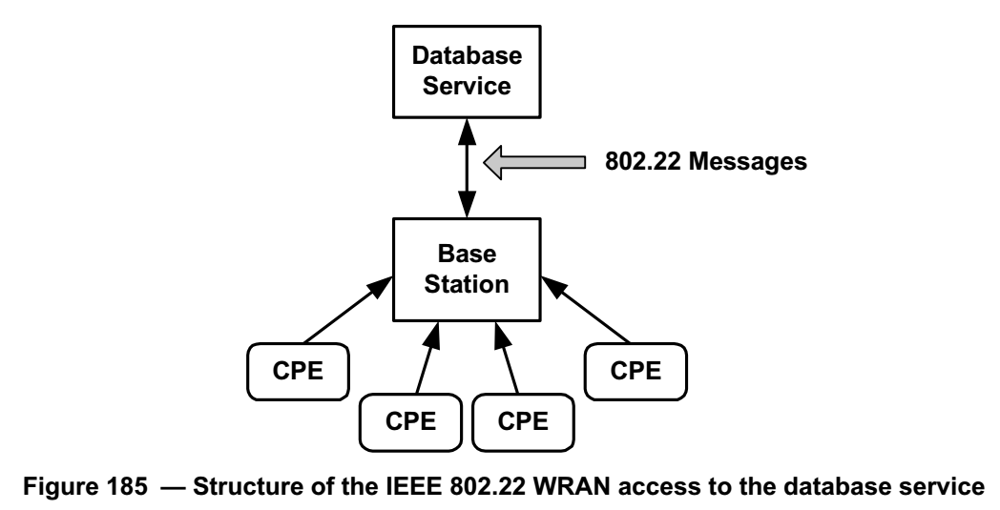 Database
Service
802.22 Messages
Base
Station
CPE
CPE
CPE
CPE
Figure 185 — Structure of the IEEE 802.22 WRAN access to the database service